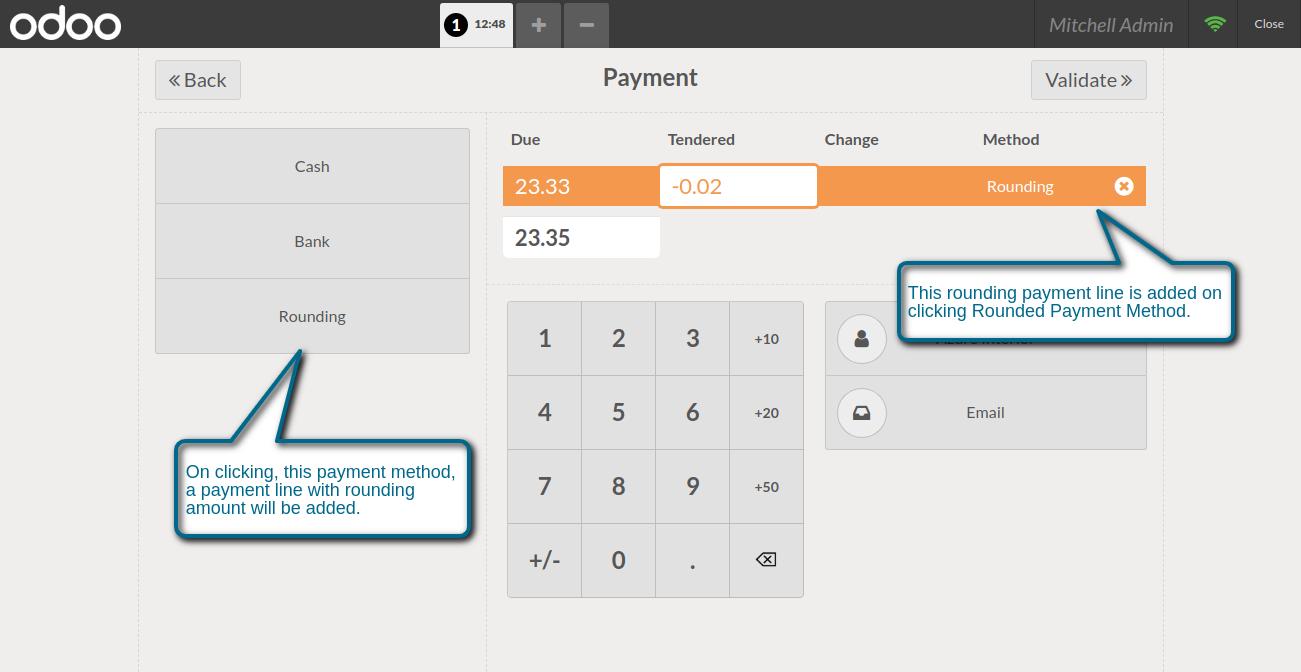 odoo
1 12:48 + −
Mitchell Admin
Close
Back
Payment
Validate
Cash
Bank
Rounding
Due Tendered Change Method
23.33 -0.02 Rounding
23.35
This rounding payment line is added on
clicking Rounded Payment Method.
On clicking, this payment method,
a payment line with rounding
amount will be added.
1 2 3 +10
4 5 6 +20
7 8 9 +50
+/- 0 .
Email